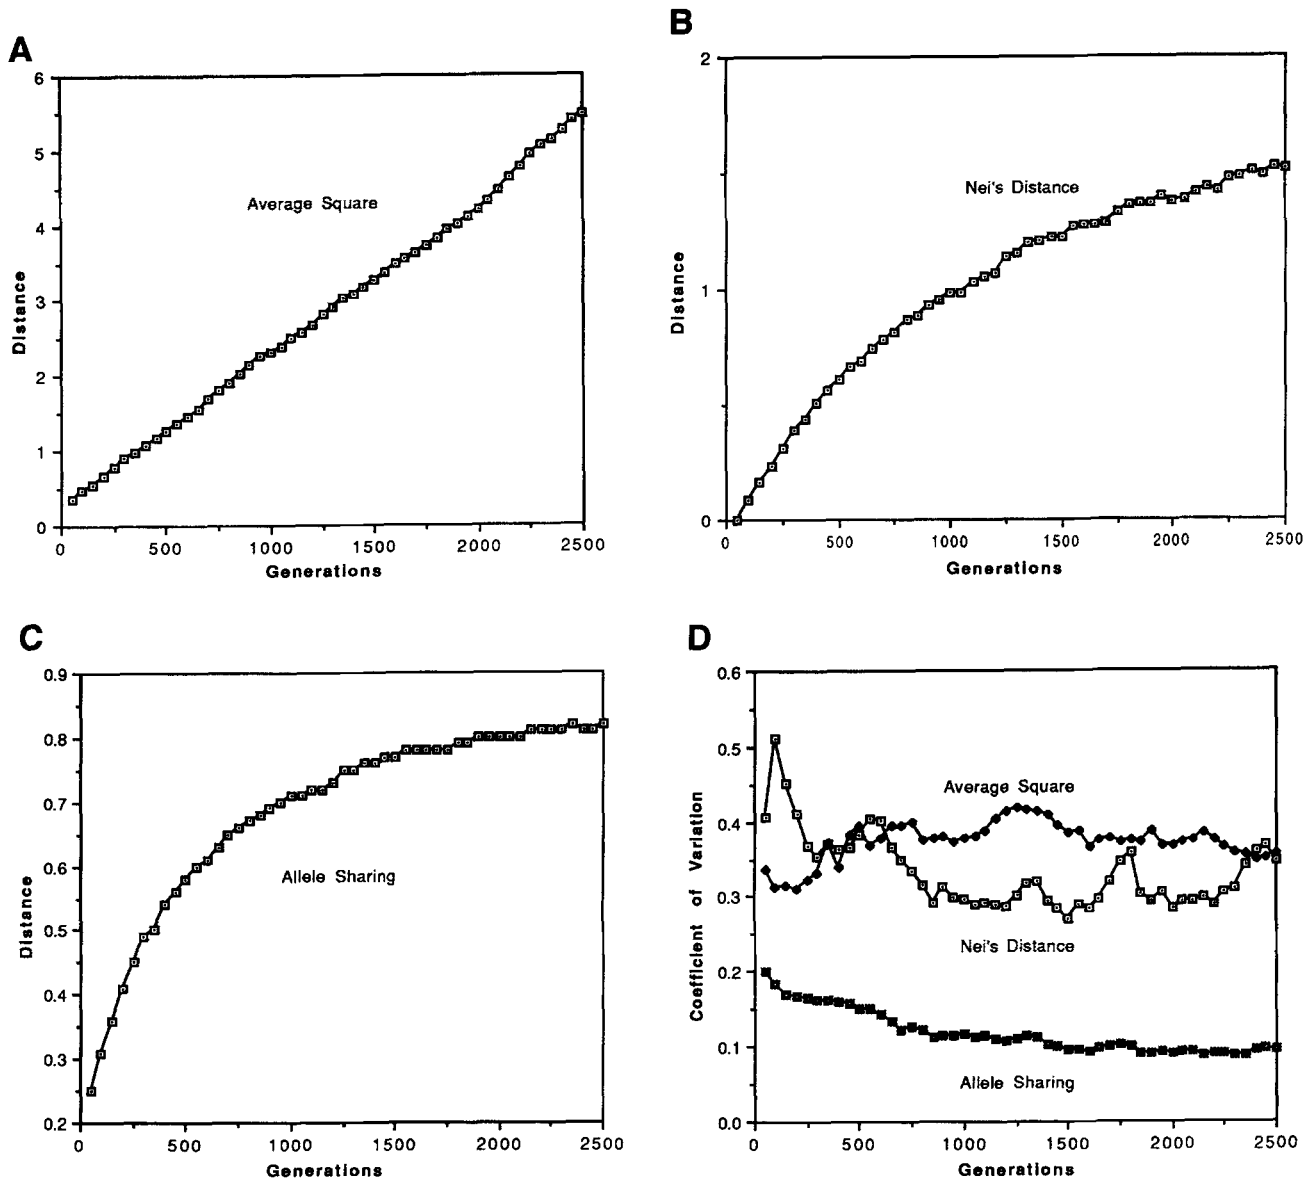 A
6
5
4
3
2
1
0
Distance
Average Square
0 500 1000 1500 2000 2500
Generations
B
2
1
0
Distance
Nei's Distance
0 500 1000 1500 2000 2500
Generations
C
0.9
0.8
0.7
0.6
0.5
0.4
0.3
0.2
Distance
Allele Sharing
0 500 1000 1500 2000 2500
Generations
D
0.6
0.5
0.4
0.3
0.2
0.1
0.0
Coefficient of Variation
Average Square
Nei's Distance
Allele Sharing
0 500 1000 1500 2000 2500
Generations